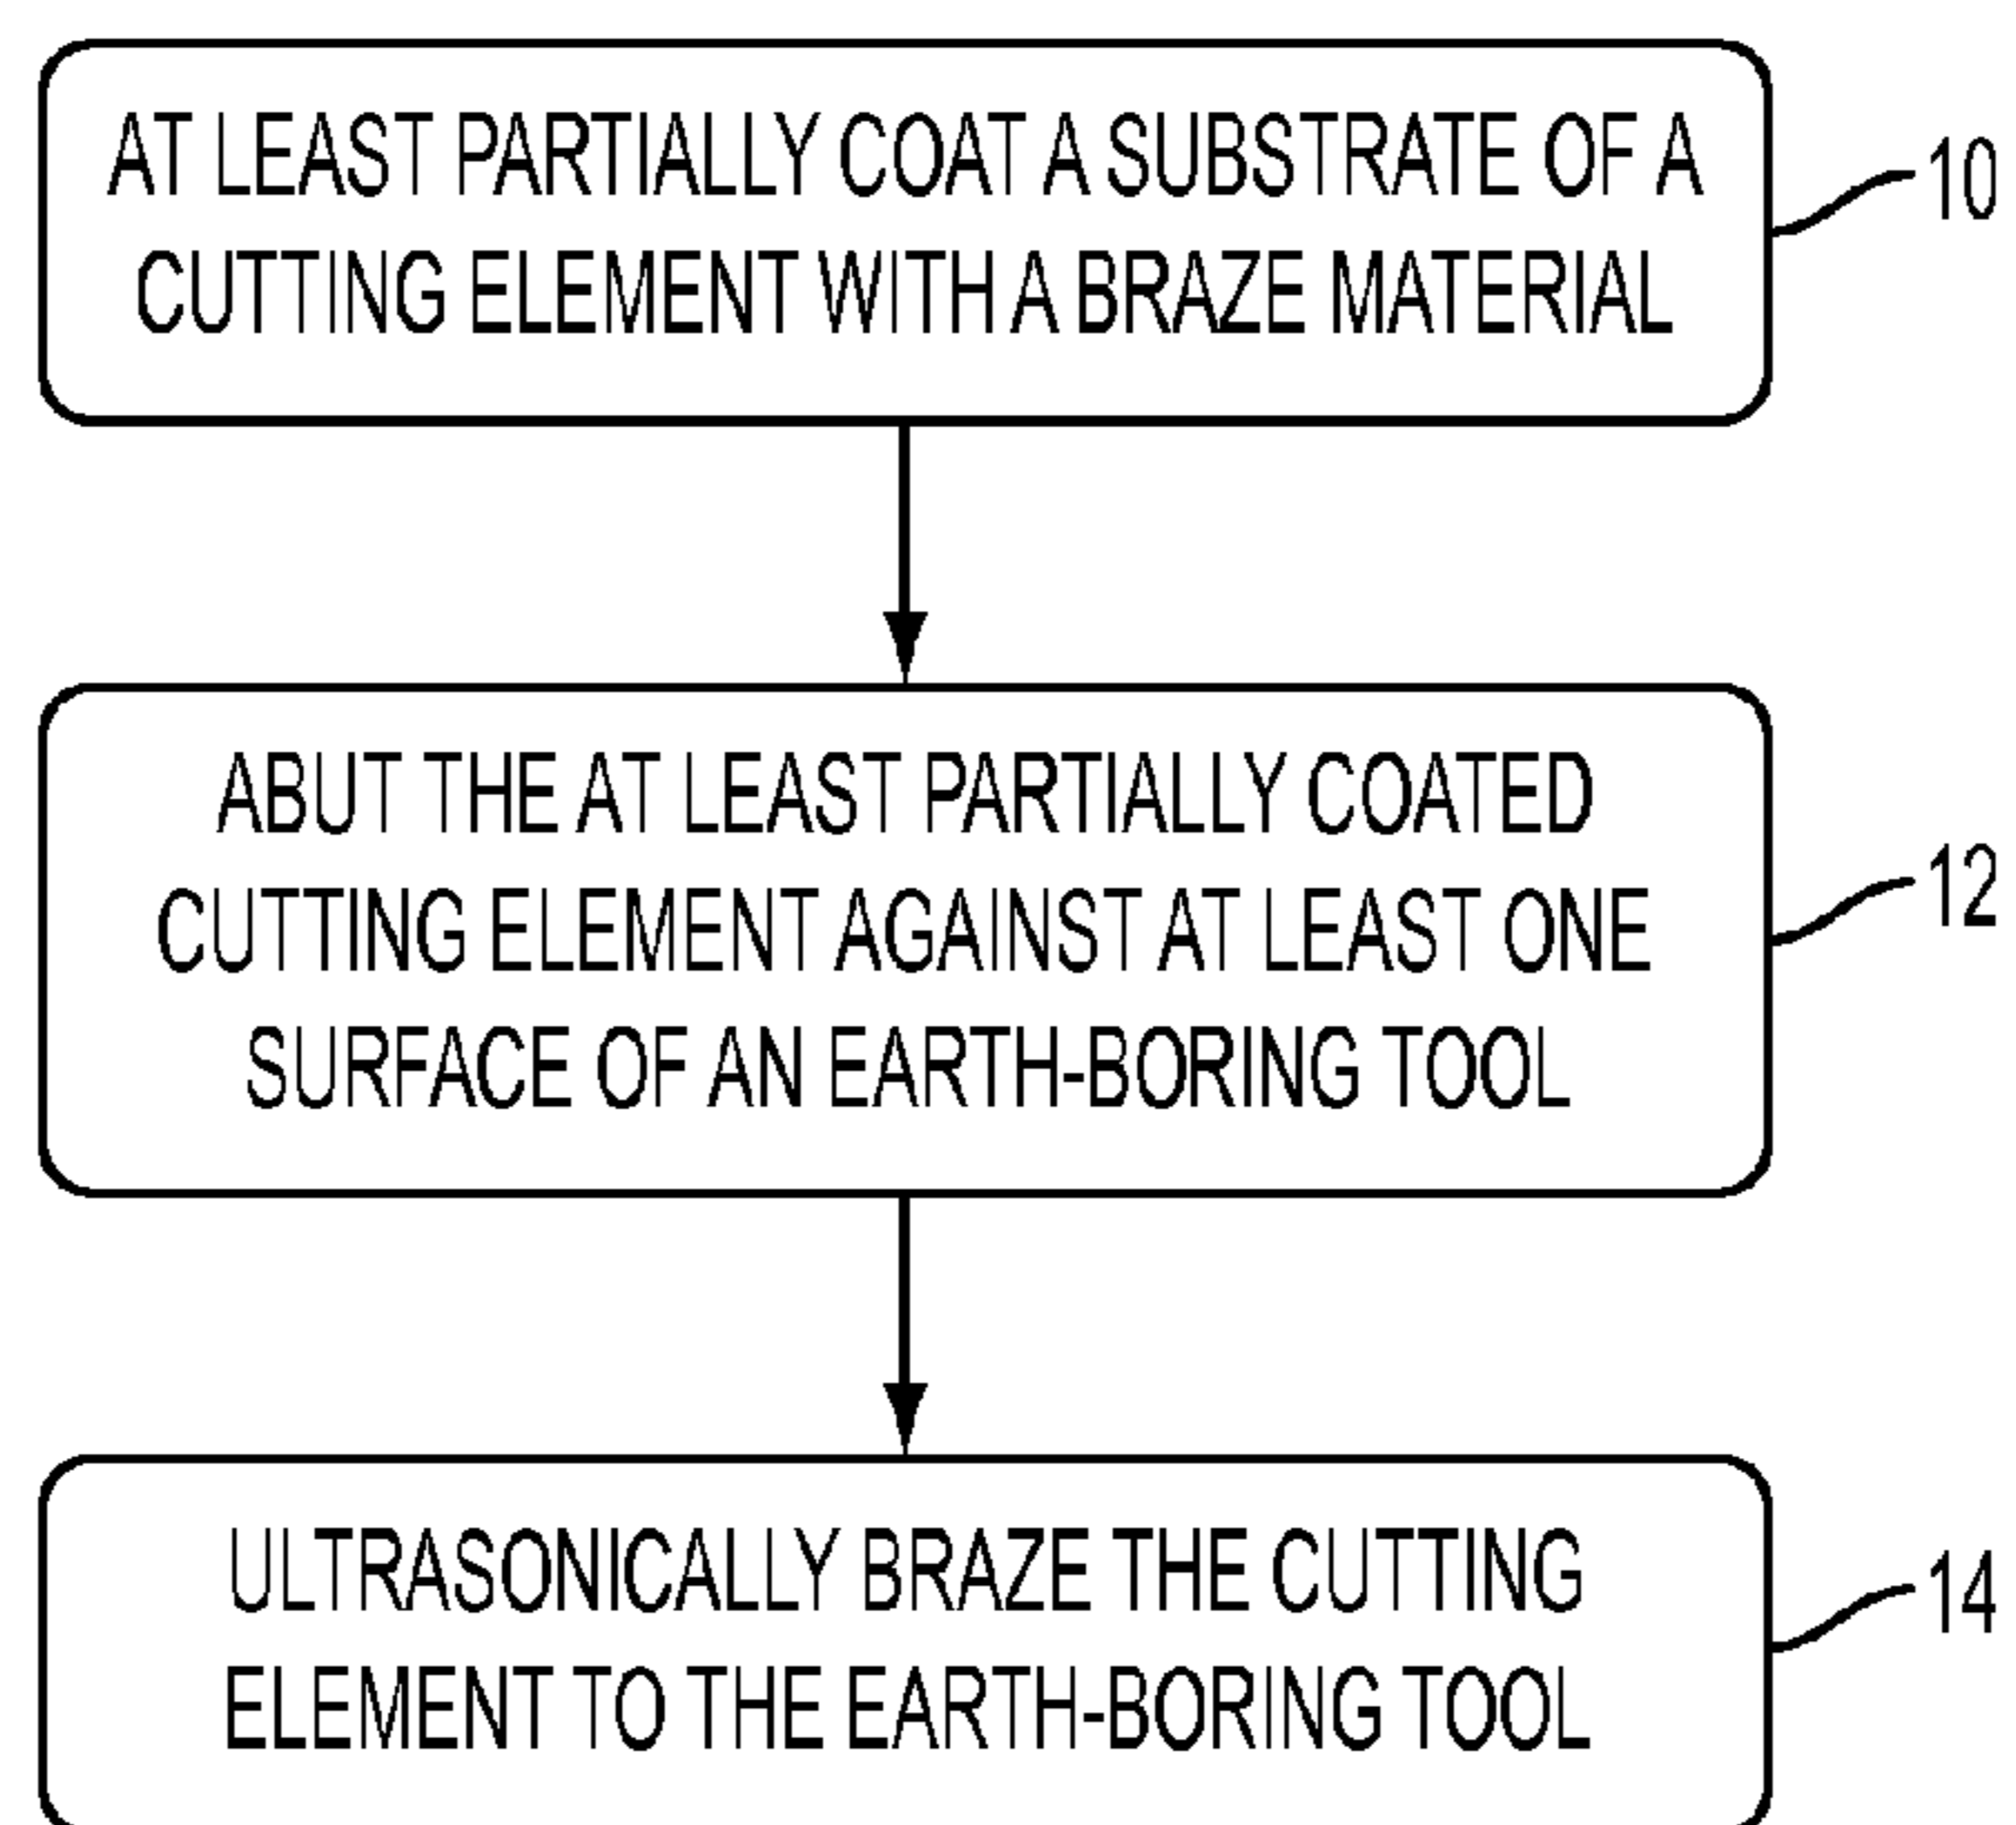 AT LEAST PARTIALLY COAT A SUBSTRATE OF A
CUTTING ELEMENT WITH A BRAZE MATERIAL
10
ABUT THE AT LEAST PARTIALLY COATED
CUTTING ELEMENT AGAINST AT LEAST ONE
SURFACE OF AN EARTH-BORING TOOL
12
ULTRASONICALLY BRAZE THE CUTTING
ELEMENT TO THE EARTH-BORING TOOL
14